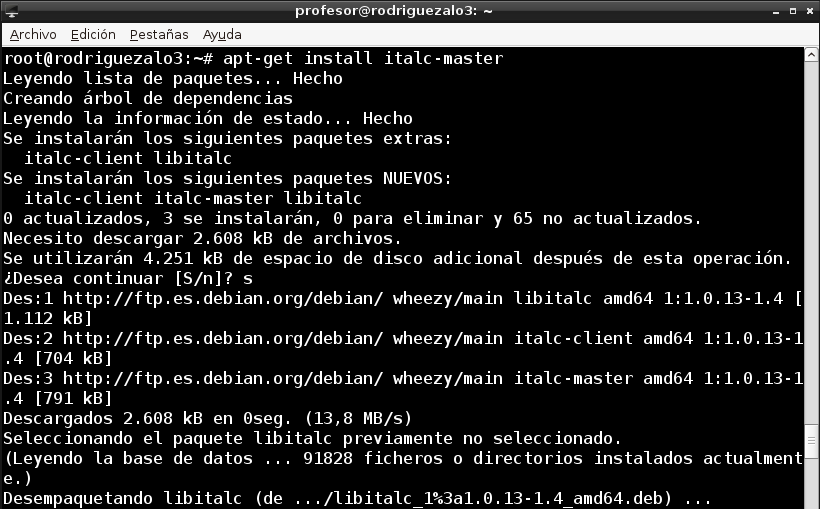 profesor@rodriguezalo3: ~
Archivo Edición Pestañas Ayuda
root@rodriguezalo3:~# apt-get install italc-master
Leyendo lista de paquetes... Hecho
Creando árbol de dependencias
Leyendo la información de estado... Hecho
Se instalarán los siguientes paquetes extras:
  italc-client libitalc
Se instalarán los siguientes paquetes NUEVOS:
  italc-client italc-master libitalc
0 actualizados, 3 se instalarán, 0 para eliminar y 65 no actualizados.
Necesito descargar 2.608 kB de archivos.
Se utilizarán 4.251 kB de espacio de disco adicional después de esta operación.
¿Desea continuar [S/n]? s
Des:1 http://ftp.es.debian.org/debian/ wheezy/main libitalc amd64 1:1.0.13-1.4 [
1.112 kB]
Des:2 http://ftp.es.debian.org/debian/ wheezy/main italc-client amd64 1:1.0.13-1
.4 [704 kB]
Des:3 http://ftp.es.debian.org/debian/ wheezy/main italc-master amd64 1:1.0.13-1
.4 [791 kB]
Descargados 2.608 kB en 0seg. (13,8 MB/s)
Seleccionando el paquete libitalc previamente no seleccionado.
(Leyendo la base de datos ... 91828 ficheros o directorios instalados actualment
e.)
Desempaquetando libitalc (de .../libitalc_1%3a1.0.13-1.4_amd64.deb) ...